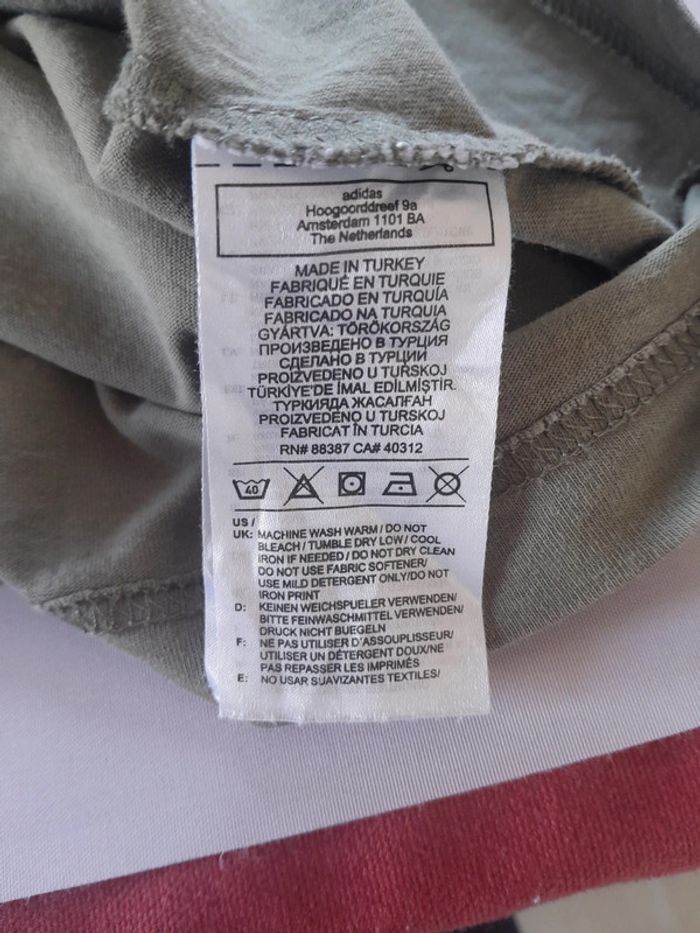 adidas
Hoogoorddreef 9a
Amsterdam 1101 BA
The Netherlands
MADE IN TURKEY
FABRIQUÉ EN TURQUIE
FABRICADO EN TURQUÍA
FABRICADO NA TURQUIA
GYÁRTVA: TÖRÖKORSZÁG
ПРОИЗВЕДЕНО В ТУРЦИЯ
СДЕЛАНО В ТУРЦИИ
PROIZVEDENO U TURSKOJ
TÜRKİYE'DE İMAL EDİLMİŞTİR.
ТУРКИЯДА ЖАСАЛҒАН
PROIZVEDENO U TURSKOJ
FABRICAT ÎN TURCIA
RN# 88387 CA# 40312
40
US /
UK: MACHINE WASH WARM / DO NOT
BLEACH / TUMBLE DRY LOW / COOL
IRON IF NEEDED / DO NOT DRY CLEAN
DO NOT USE FABRIC SOFTENER/
USE MILD DETERGENT ONLY/DO NOT
IRON PRINT
D: KEINEN WEICHSPUELER VERWENDEN/
BITTE FEINWASCHMITTEL VERWENDEN/
DRUCK NICHT BUEGELN
F: NE PAS UTILISER D'ASSOUPLISSEUR/
UTILISER UN DÉTERGENT DOUX/NE
PAS REPASSER LES IMPRIMÉS
E: NO USAR SUAVIZANTES TEXTILES/